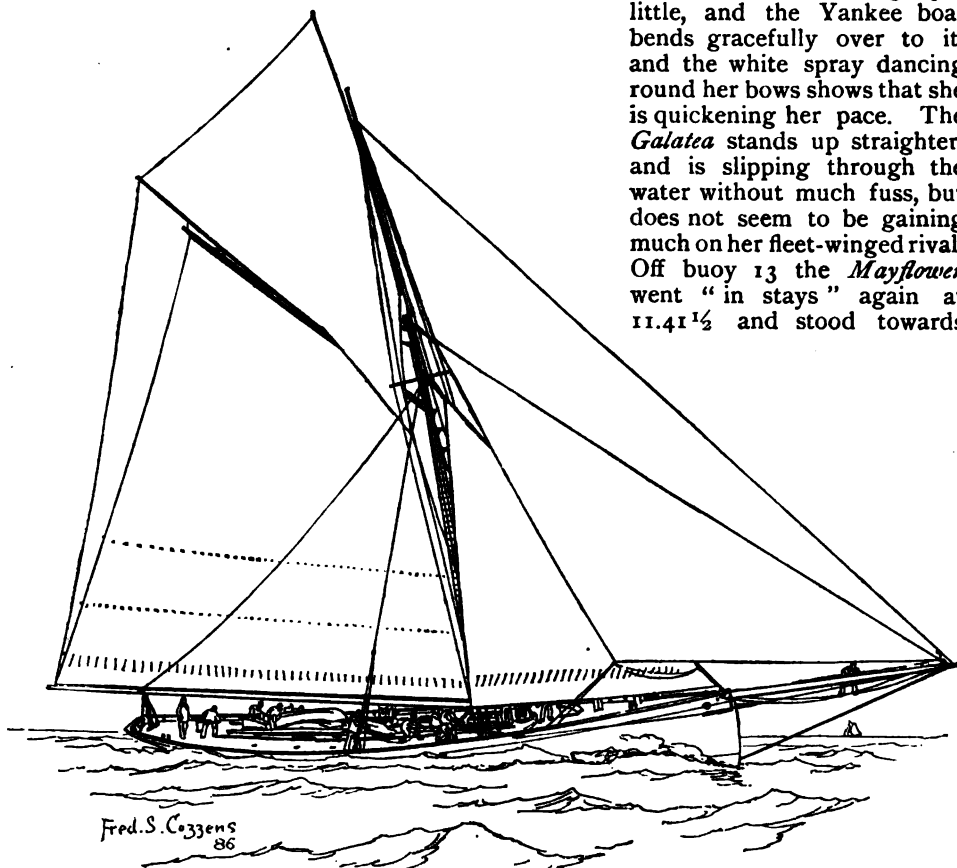 little, and the Yankee boa
bends gracefully over to it
and the white spray dancing
round her bows shows that she
is quickening her pace. The
Galatea stands up straighter
and is slipping through the
water without much fuss, but
does not seem to be gaining
much on her fleet-winged rival
Off buoy 13 the Mayflower
went “ in stays ” again at
11.41½ and stood towards
Fred. S. Cozzens
86